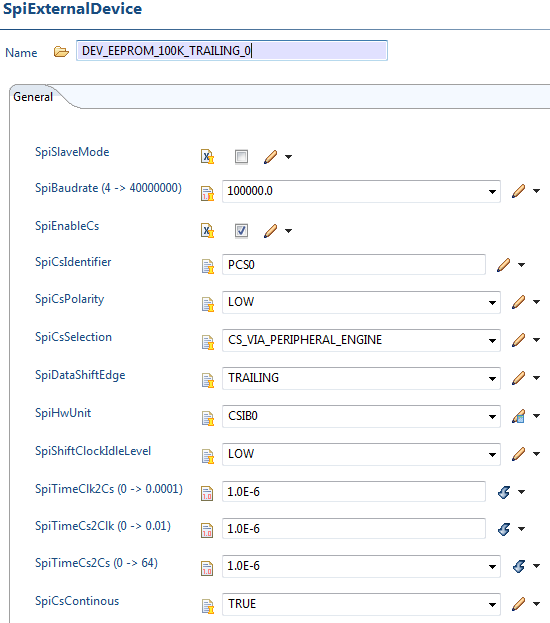 SpiExternalDevice
Name DEV_EEPROM_100K_TRAILING_0
General
SpiSlaveMode
SpiBaudrate (4 -> 40000000) 100000.0
SpiEnableCs
SpiCsIdentifier PCS0
SpiCsPolarity LOW
SpiCsSelection CS_VIA_PERIPHERAL_ENGINE
SpiDataShiftEdge TRAILING
SpiHwUnit CSIB0
SpiShiftClockIdleLevel LOW
SpiTimeClk2Cs (0 -> 0.0001) 1.0E-6
SpiTimeCs2Clk (0 -> 0.01) 1.0E-6
SpiTimeCs2Cs (0 -> 64) 1.0E-6
SpiCsContinous TRUE